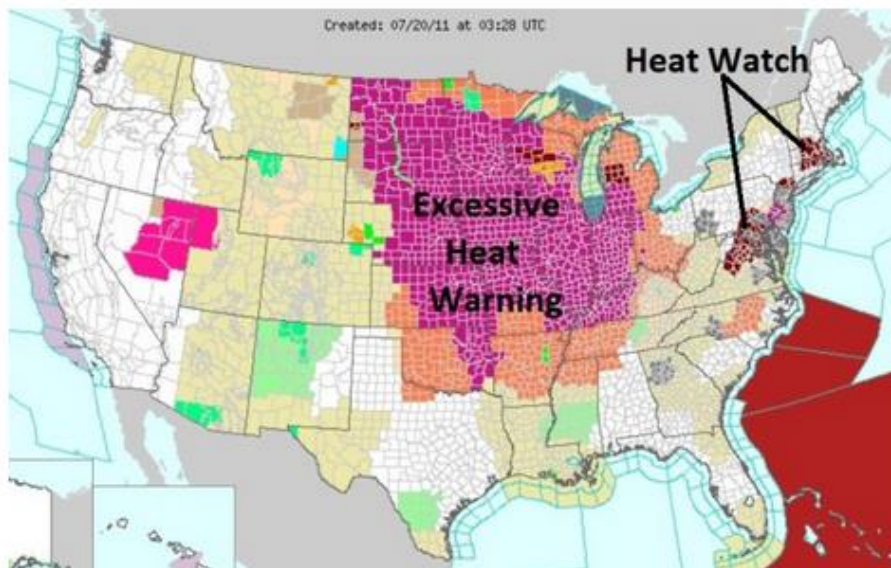 Created: 07/20/11 at 03:28 UTC
Heat Watch
Excessive
Heat
Warning